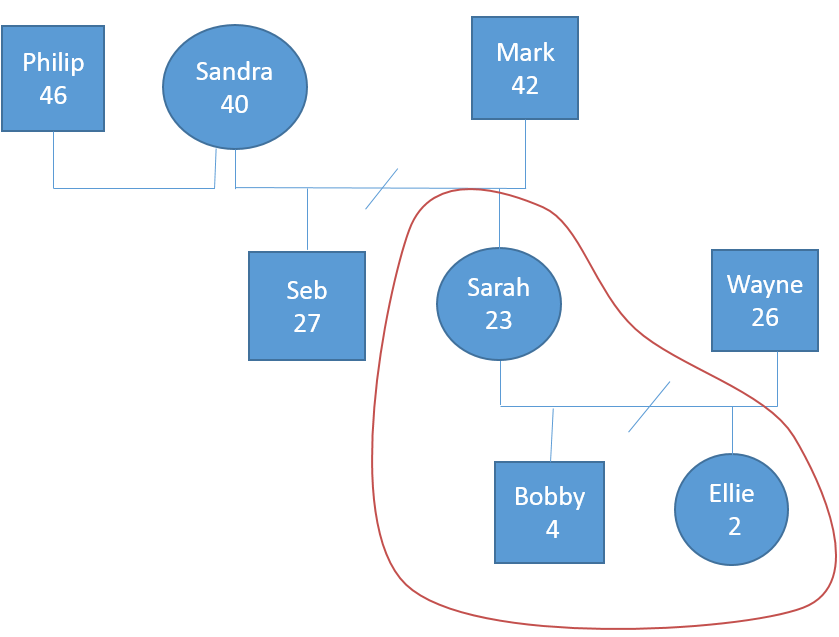 Philip
46
Sandra
40
Mark
42
Seb
27
Sarah
23
Wayne
26
Bobby
4
Ellie
2